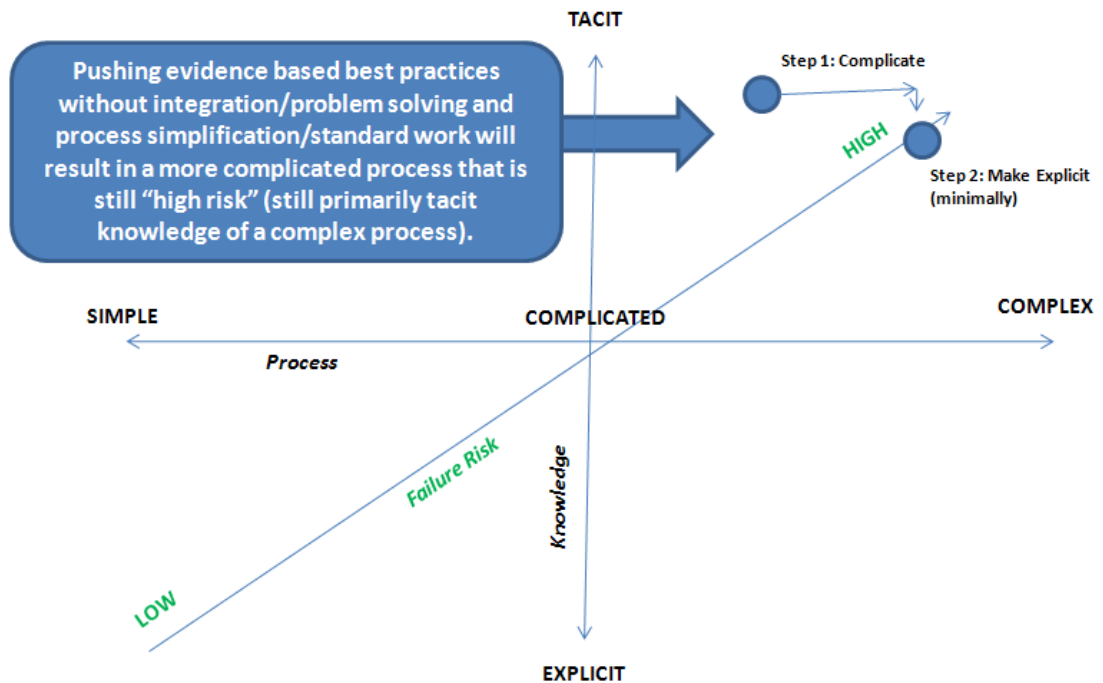 TACIT
Pushing evidence based best practices
without integration/problem solving and
process simplification/standard work will
result in a more complicated process that is
still “high risk” (still primarily tacit
knowledge of a complex process).
Step 1: Complicate
HIGH
Step 2: Make Explicit
(minimally)
SIMPLE
COMPLICATED
COMPLEX
Process
Failure Risk
Knowledge
LOW
EXPLICIT